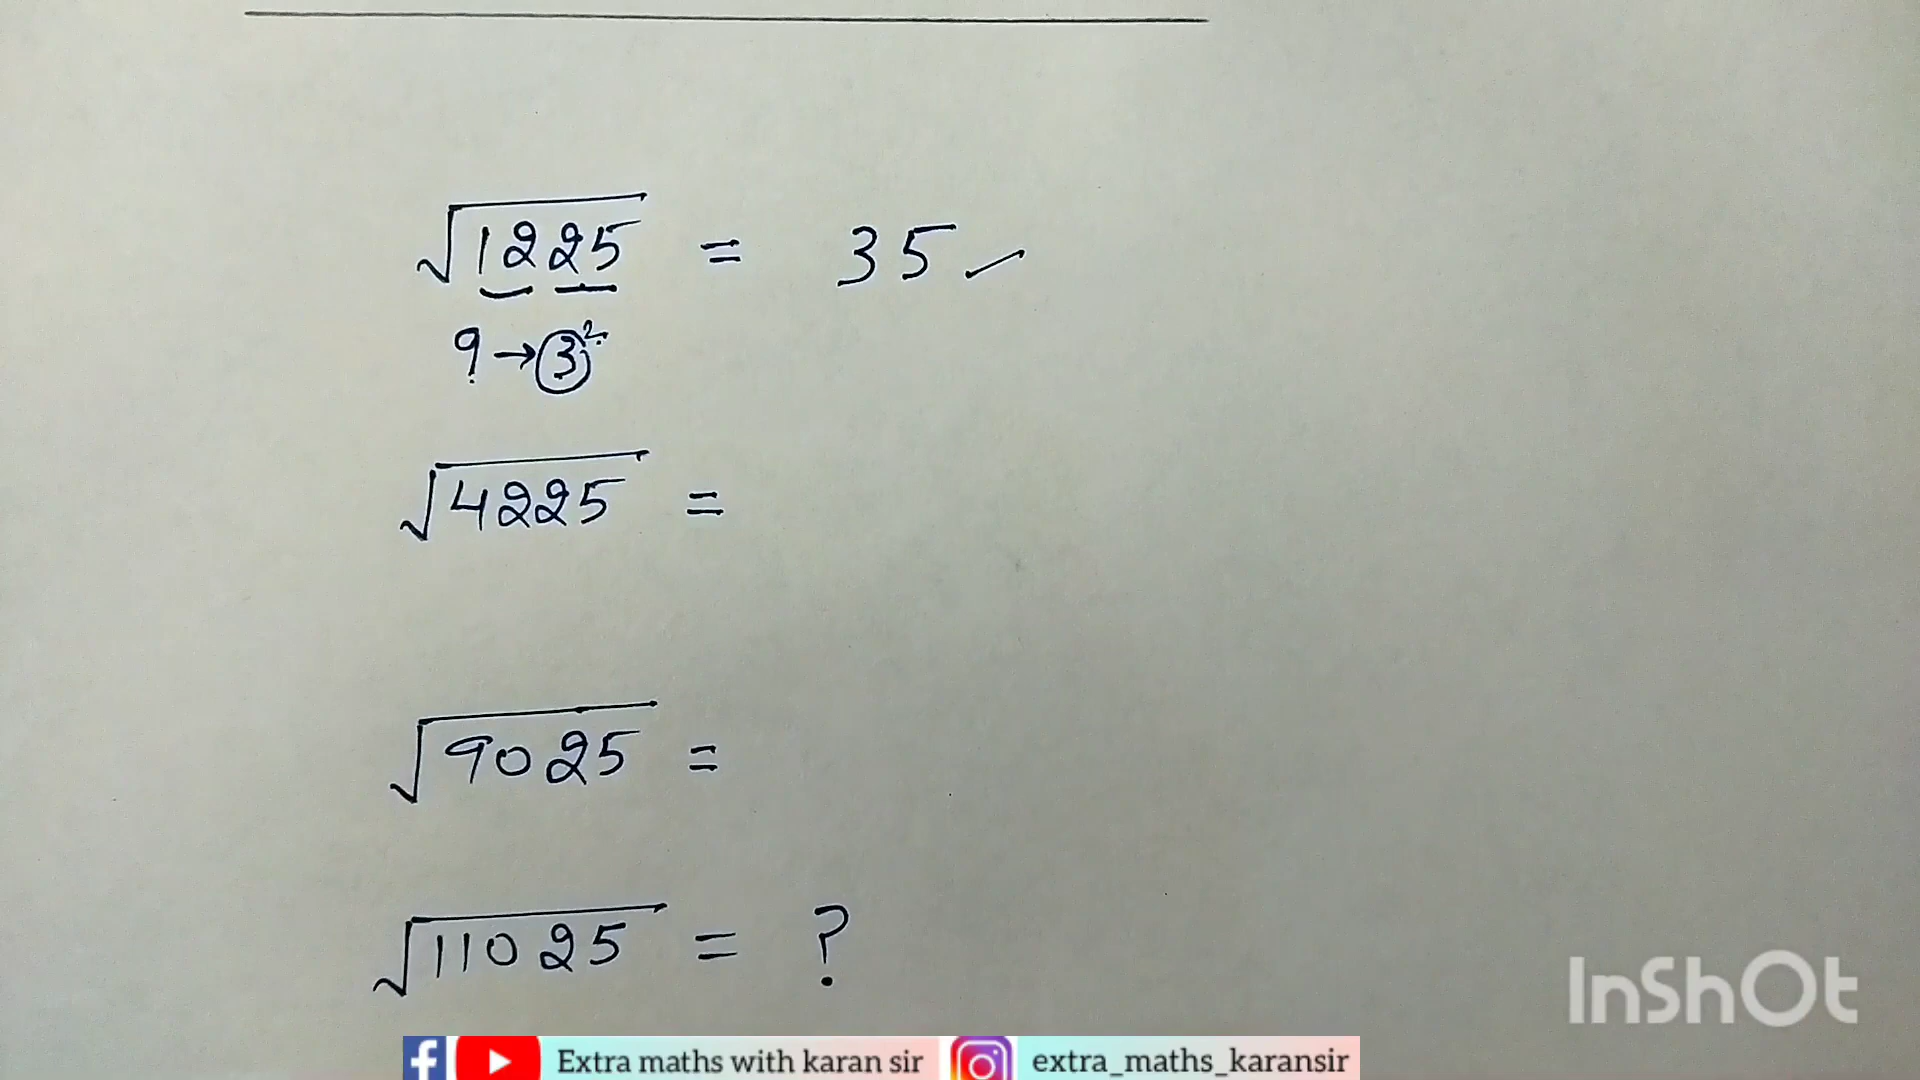 √1225 = 35
9 → 3²
√4225 =
√9025 =
√11025 = ?
InShOt
Extra maths with karan sir extra_maths_karansir